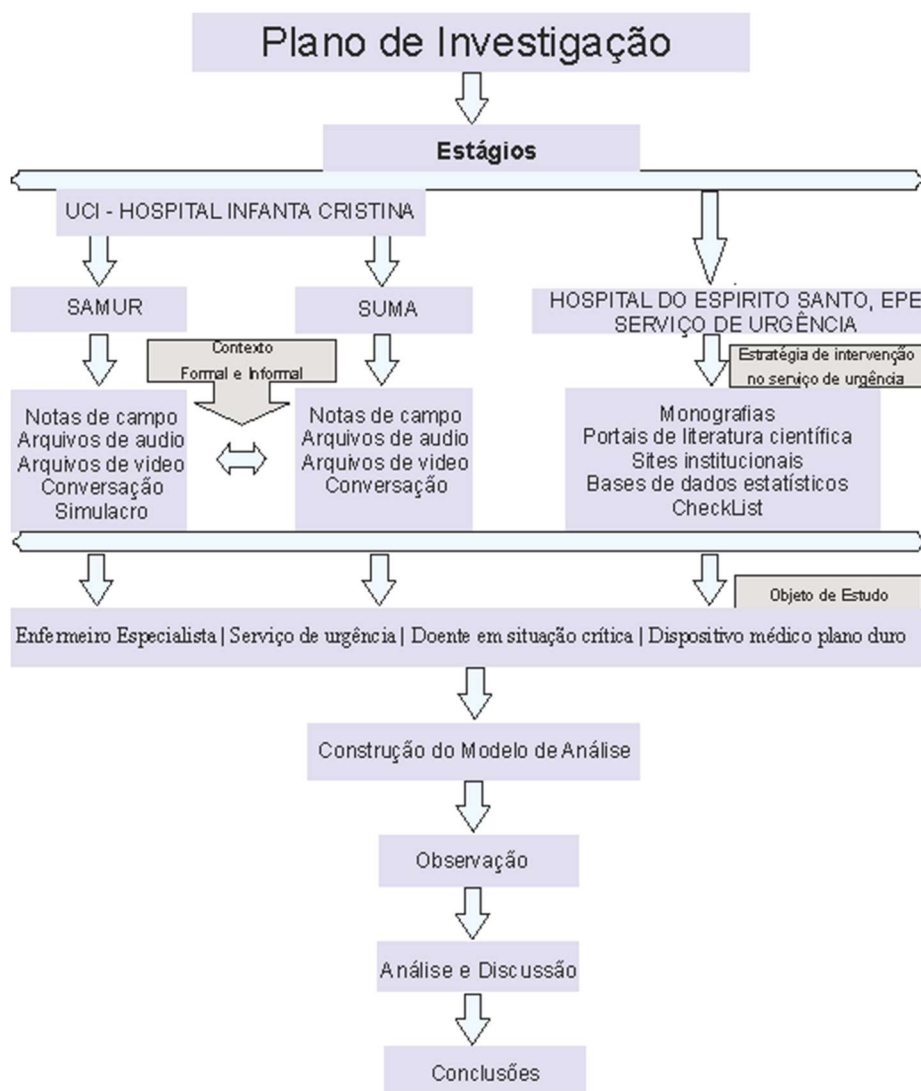 Plano de Investigação
Estágios
UCI - HOSPITAL INFANTA CRISTINA
SAMUR
SUMA
HOSPITAL DO ESPIRITO SANTO, EPE
SERVIÇO DE URGÊNCIA
Contexto
Formal e Informal
Estratégia de intervenção
no serviço de urgência
Notas de campo
Arquivos de audio
Arquivos de video
Conversação
Simulacro
Notas de campo
Arquivos de audio
Arquivos de video
Conversação
Monografias
Portais de literatura científica
Sites institucionais
Bases de dados estatísticos
CheckList
Objeto de Estudo
Enfermeiro Especialista | Serviço de urgência | Doente em situação crítica | Dispositivo médico plano duro
Construção do Modelo de Análise
Observação
Análise e Discussão
Conclusões